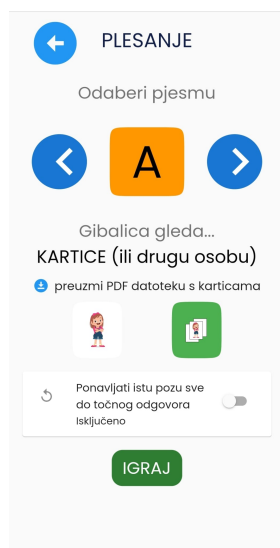 PLESANJE
Odaberi pjesmu
A
Gibalica gleda...
KARTICE (ili drugu osobu)
preuzmi PDF datoteku s karticama
Ponavljati istu pozu sve
do točnog odgovora
Isključeno
IGRAJ